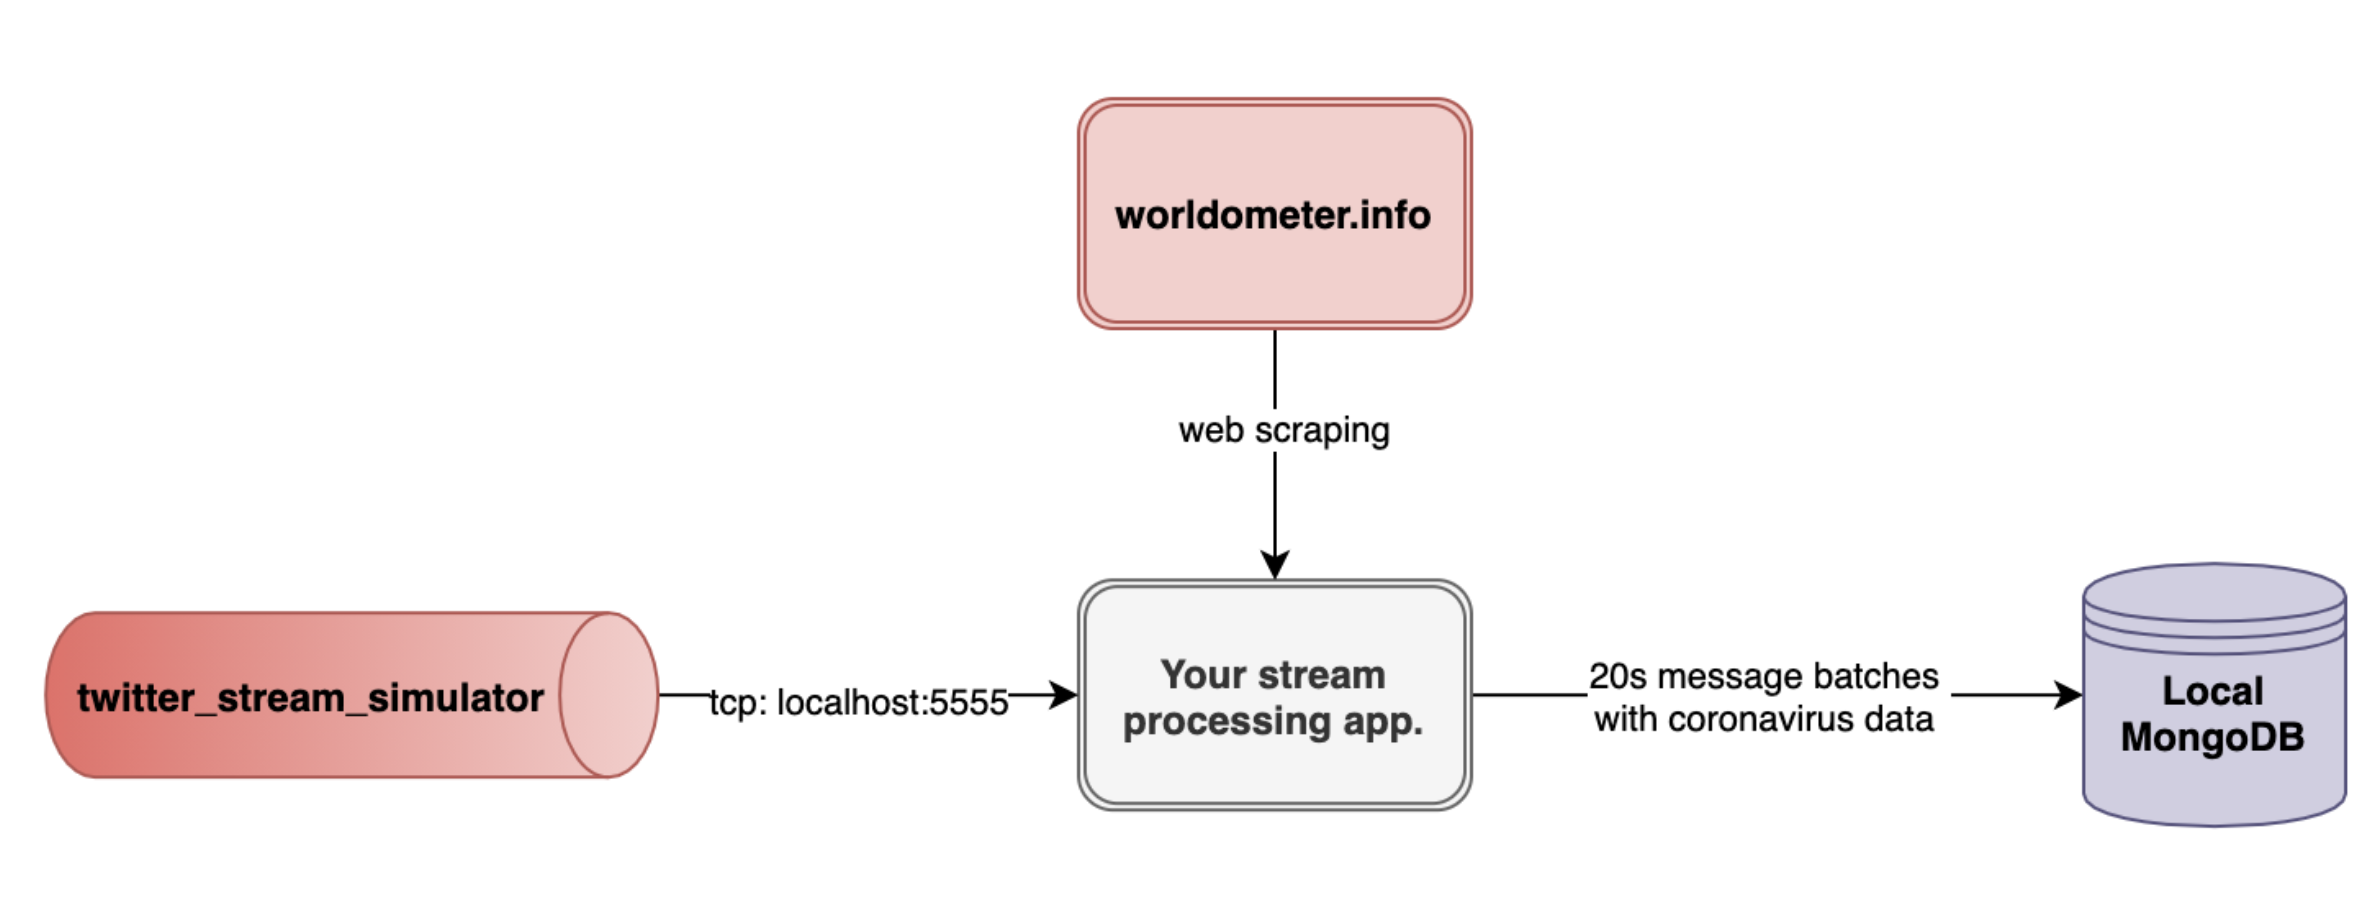 worldometer.info
web scraping
twitter_stream_simulator
tcp: localhost:5555
Your stream
processing app.
20s message batches
with coronavirus data
Local
MongoDB